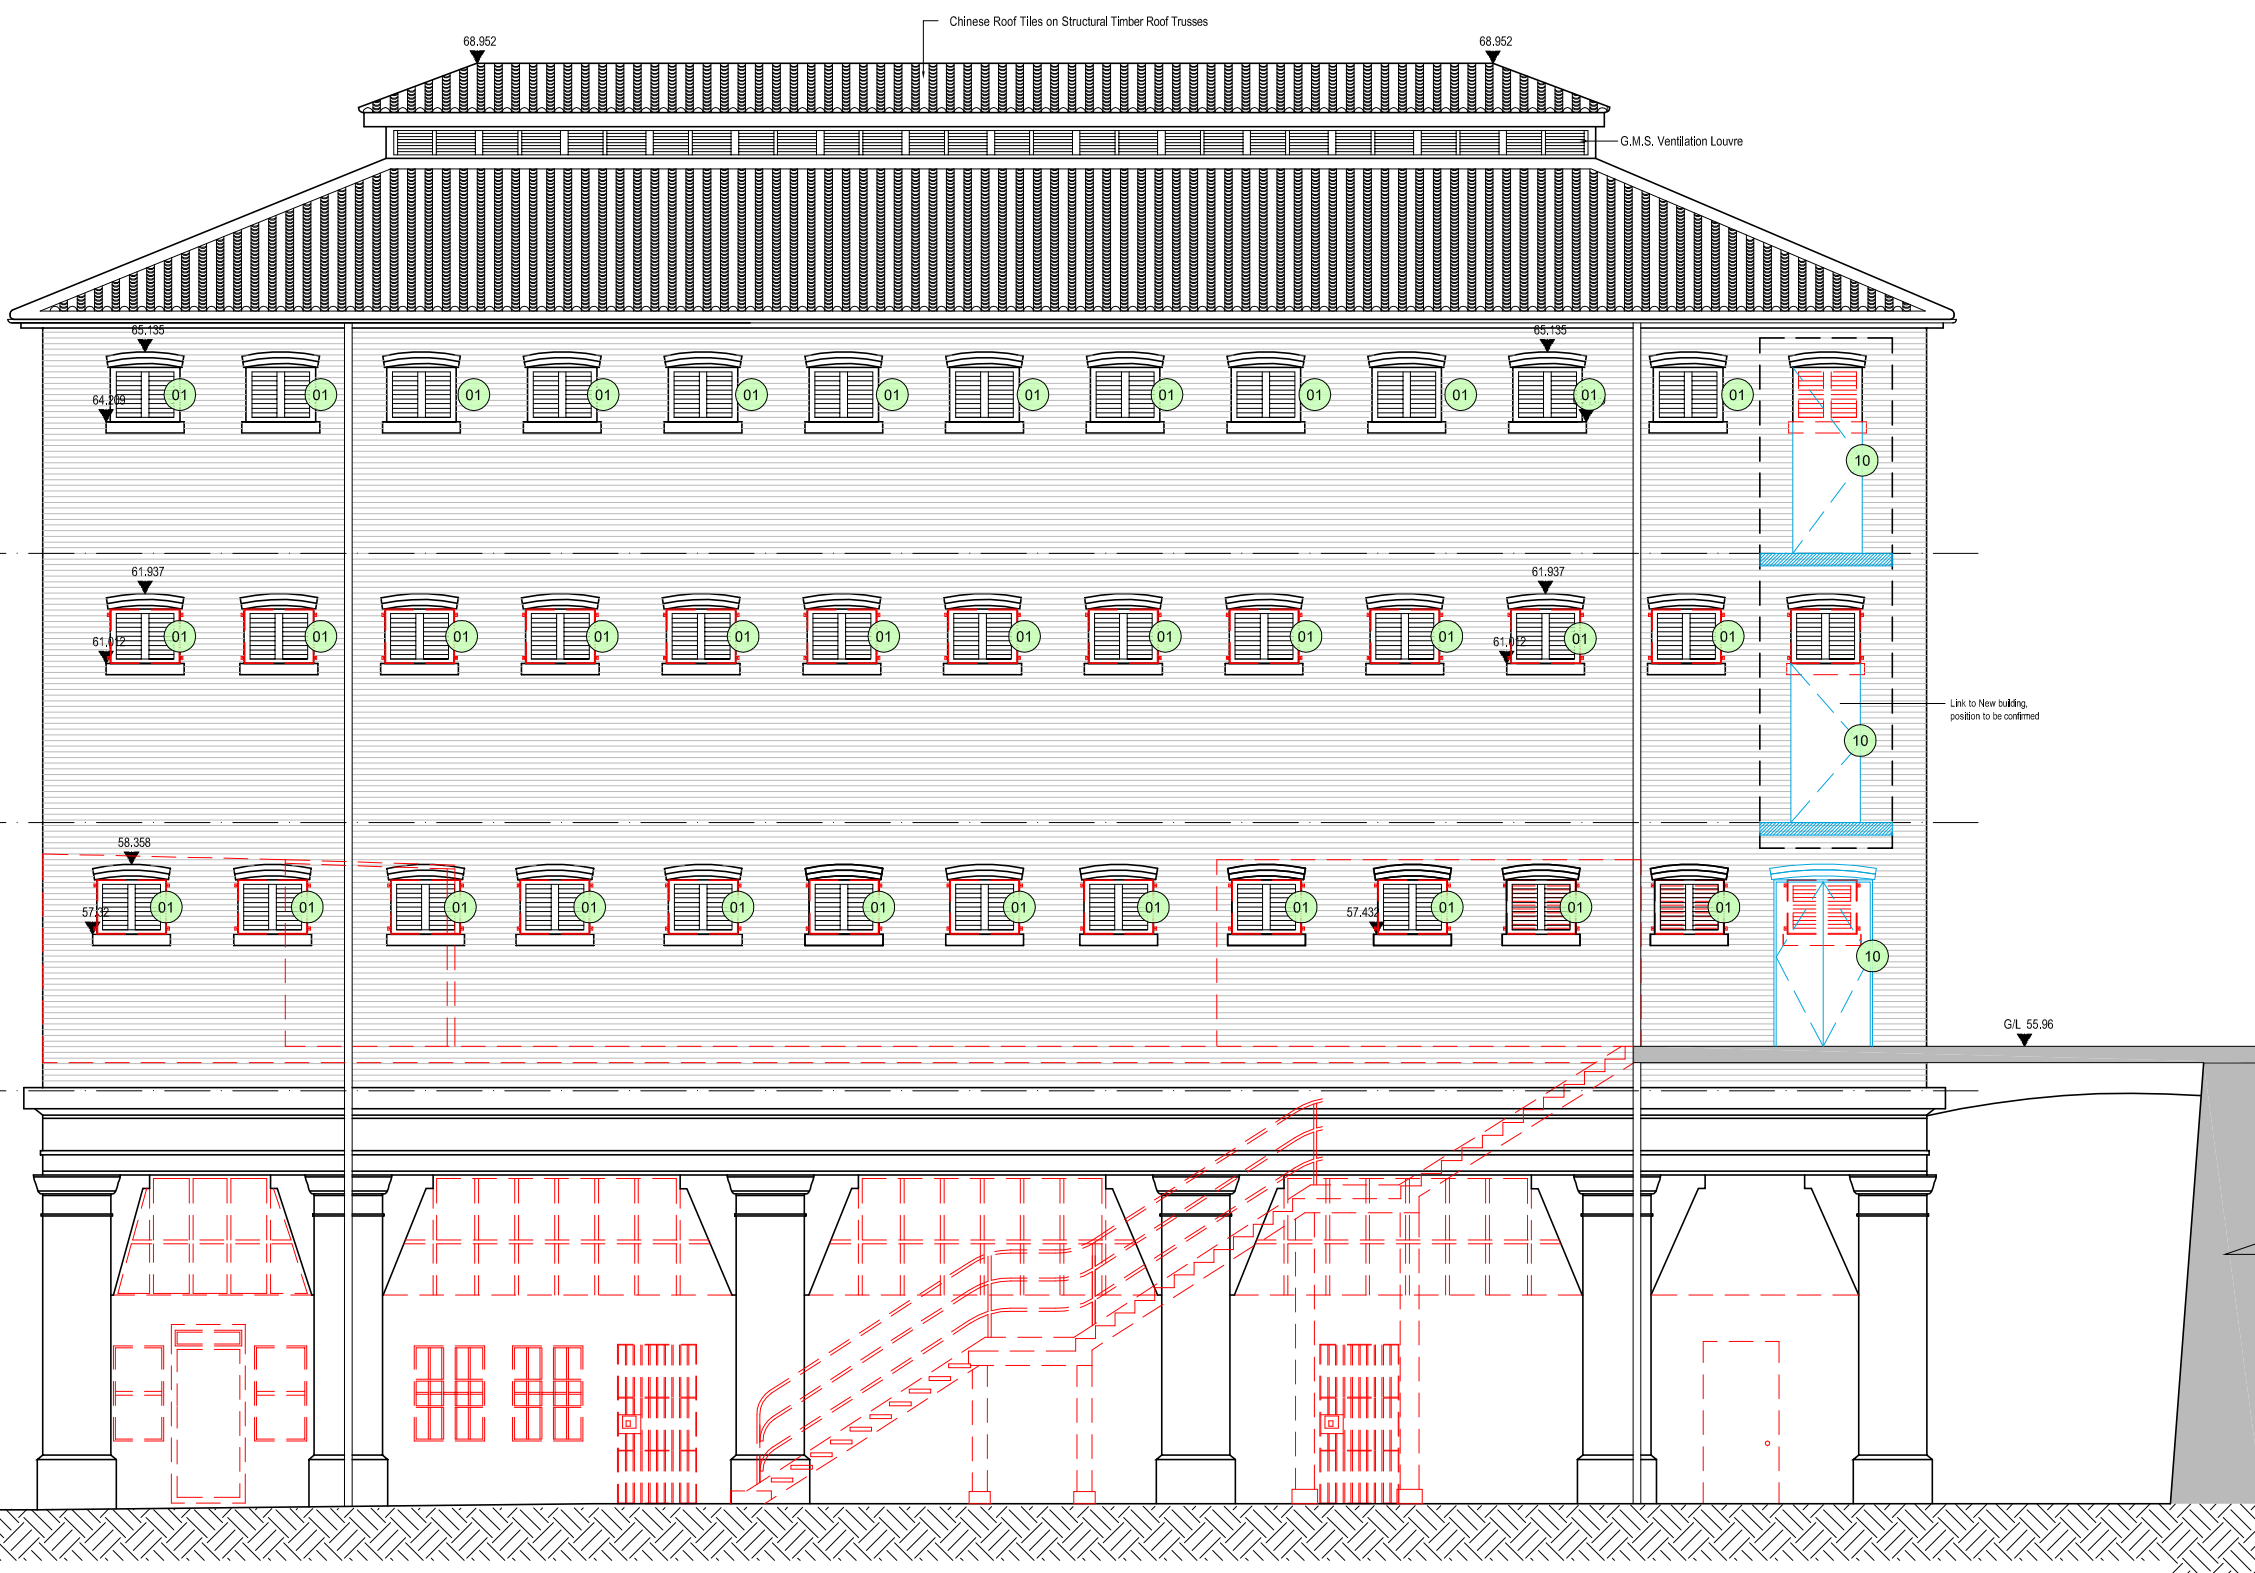 Chinese Roof Tiles on Structural Timber Roof Trusses
68.952 68.952
G.M.S. Ventilation Louvre
65.135 65.135
64.209
01 01 01 01 01 01 01 01 01 01 01 01
10
61.937 61.937
61.012 61.012
01 01 01 01 01 01 01 01 01 01 01 01
Link to New building,
position to be confirmed
10
58.358
57.32 57.432
01 01 01 01 01 01 01 01 01 01 01 01
10
G/L 55.96